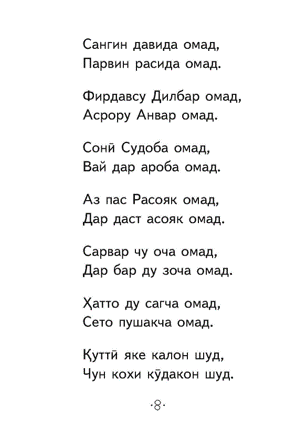 Сангин давида омад,
Парвин расида омад.
Фирдавсу Дилбар омад,
Асрору Анвар омад.
Сонӣ Судоба омад,
Вай дар ароба омад.
Аз пас Расояк омад,
Дар даст асояк омад.
Сарвар чу оча омад,
Дар бар ду зоча омад.
Ҳатто ду сагча омад,
Сето пушакча омад.
Қуттӣ яке калон шуд,
Чун кохи кӯдакон шуд.
·8·